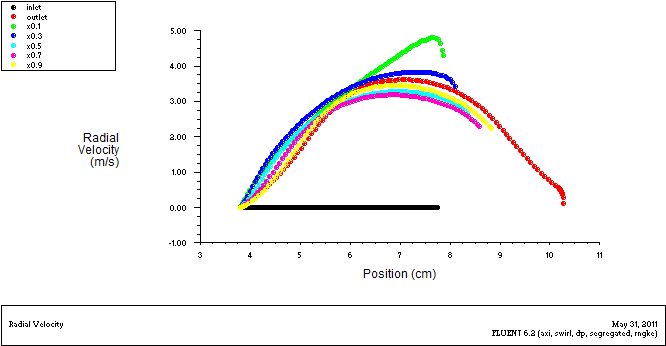 inlet
outlet
x0.1
x0.3
x0.5
x0.7
x0.9
5.00
4.00
3.00
2.00
1.00
0.00
-1.00
Radial
Velocity
(m/s)
3 4 5 6 7 8 9 10 11
Position (cm)
Radial Velocity
May 31, 2011
FLUENT 6.2 (axi, swirl, dp, segregated, rngke)